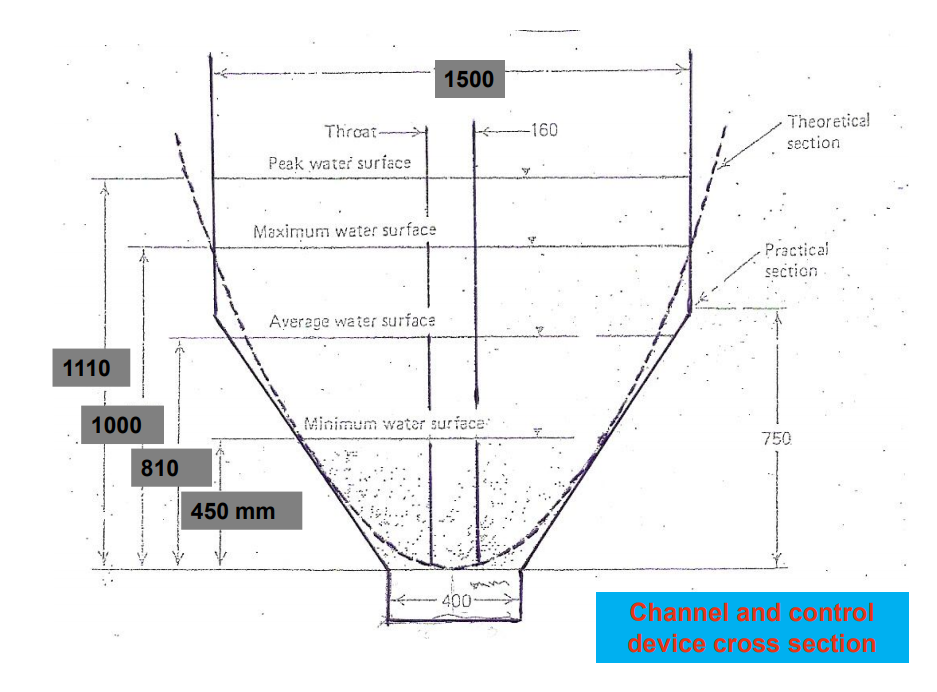 1500
Throat
160
Theoretical
section
Peak water surface
Maximum water surface
Practical
section
Average water surface
1110
1000
Minimum water surface
750
810
450 mm
400
Channel and control
device cross section